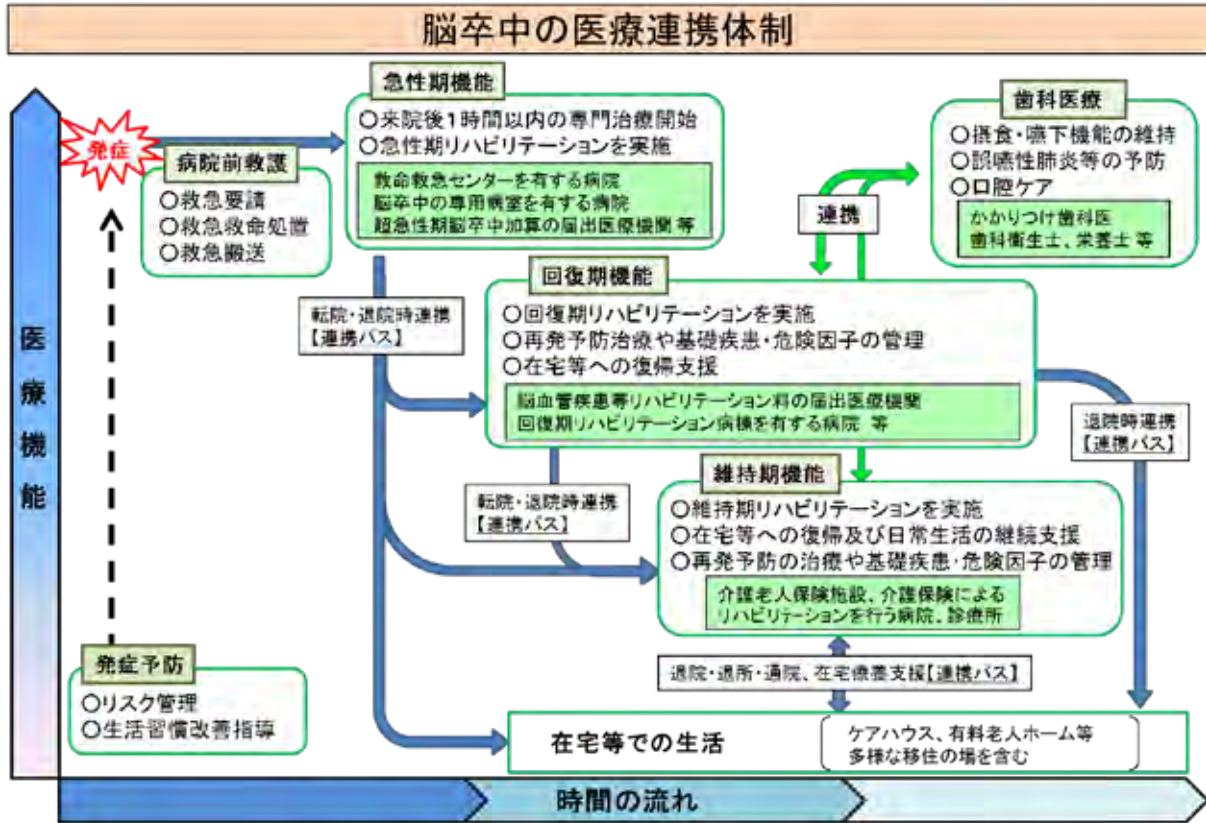 脳卒中の医療連携体制
急性期機能
○来院後1時間以内の専門治療開始
○急性期リハビリテーションを実施
救命救急センターを有する病院
脳卒中の専用病室を有する病院
超急性期脳卒中加算の届出医療機関 等
歯科医療
○摂食・嚥下機能の維持
○誤嚥性肺炎等の予防
○口腔ケア
かかりつけ歯科医
歯科衛生士、栄養士 等
発症
病院前救護
○救急要請
○救急救命処置
○救急搬送
連携
転院・退院時連携
【連携パス】
回復期機能
○回復期リハビリテーションを実施
○再発予防治療や基礎疾患・危険因子の管理
○在宅等への復帰支援
脳血管疾患等リハビリテーション料の届出医療機関
回復期リハビリテーション病棟を有する病院 等
退院時連携
【連携パス】
転院・退院時連携
【連携パス】
維持期機能
○維持期リハビリテーションを実施
○在宅等への復帰及び日常生活の継続支援
○再発予防の治療や基礎疾患・危険因子の管理
介護老人保険施設、介護保険による
リハビリテーションを行う病院、診療所
発症予防
○リスク管理
○生活習慣改善指導
退院・退所・通院、在宅療養支援【連携パス】
在宅等での生活
ケアハウス、有料老人ホーム等
多様な移住の場を含む
医療機能
時間の流れ